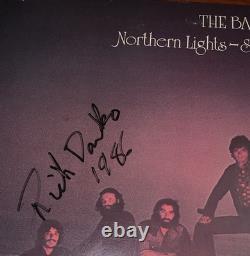 THE BA
Northern Lights – S
Rick Danko
1986